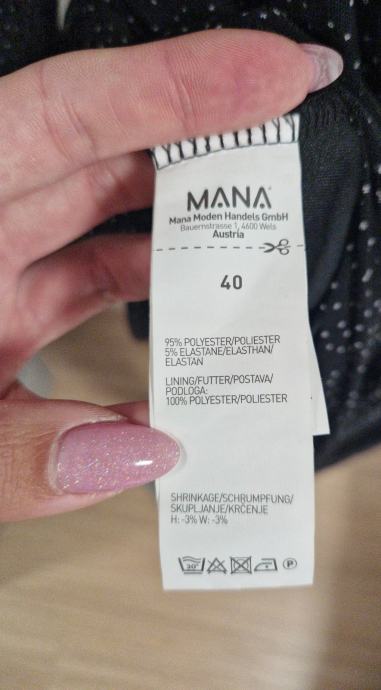 MANA
Mana Moden Handels GmbH
Bauernstrasse 1, 4600 Wels
Austria
40
95% POLYESTER/POLIESTER
5% ELASTANE/ELASTHAN/
ELASTAN
LINING/FUTTER/POSTAVA/
PODLOGA:
100% POLYESTER/POLIESTER
SHRINKAGE/SCHRUMPFUNG/
SKUPLJANJE/KRČENJE
H: -3% W: -3%
30° P